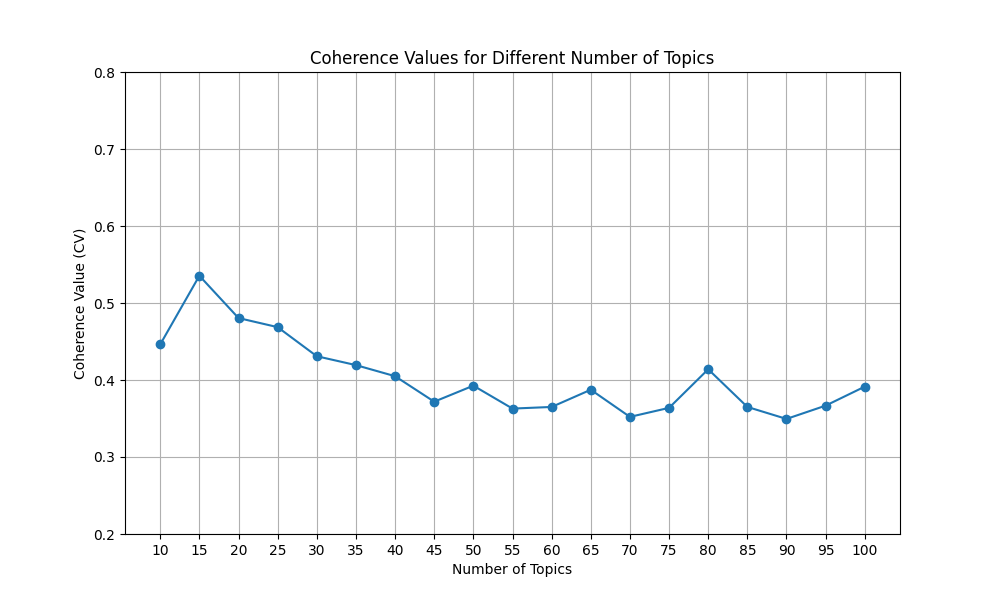 Coherence Values for Different Number of Topics
0.8
0.7
0.6
0.5
0.4
0.3
0.2
Coherence Value (CV)
10 15 20 25 30 35 40 45 50 55 60 65 70 75 80 85 90 95 100
Number of Topics